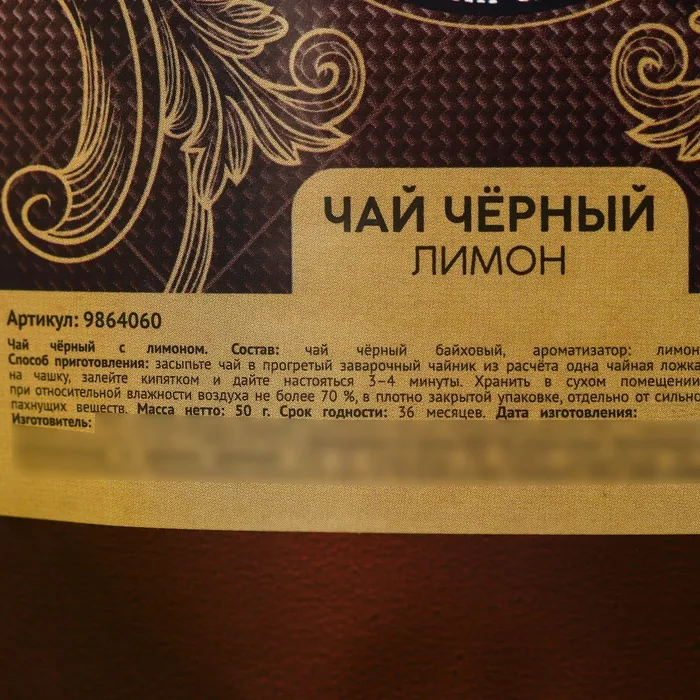 ЧАЙ ЧЁРНЫЙ
ЛИМОН
Артикул: 9864060
Чай чёрный с лимоном. Состав: чай чёрный байховый, ароматизатор: лимон
Способ приготовления: засыпьте чай в прогретый заварочный чайник из расчёта одна чайная ложка
на чашку, залейте кипятком и дайте настояться 3–4 минуты. Хранить в сухом помещении
при относительной влажности воздуха не более 70 %, в плотно закрытой упаковке, отдельно от сильно
пахнущих веществ. Масса нетто: 50 г. Срок годности: 36 месяцев. Дата изготовления:
Изготовитель: